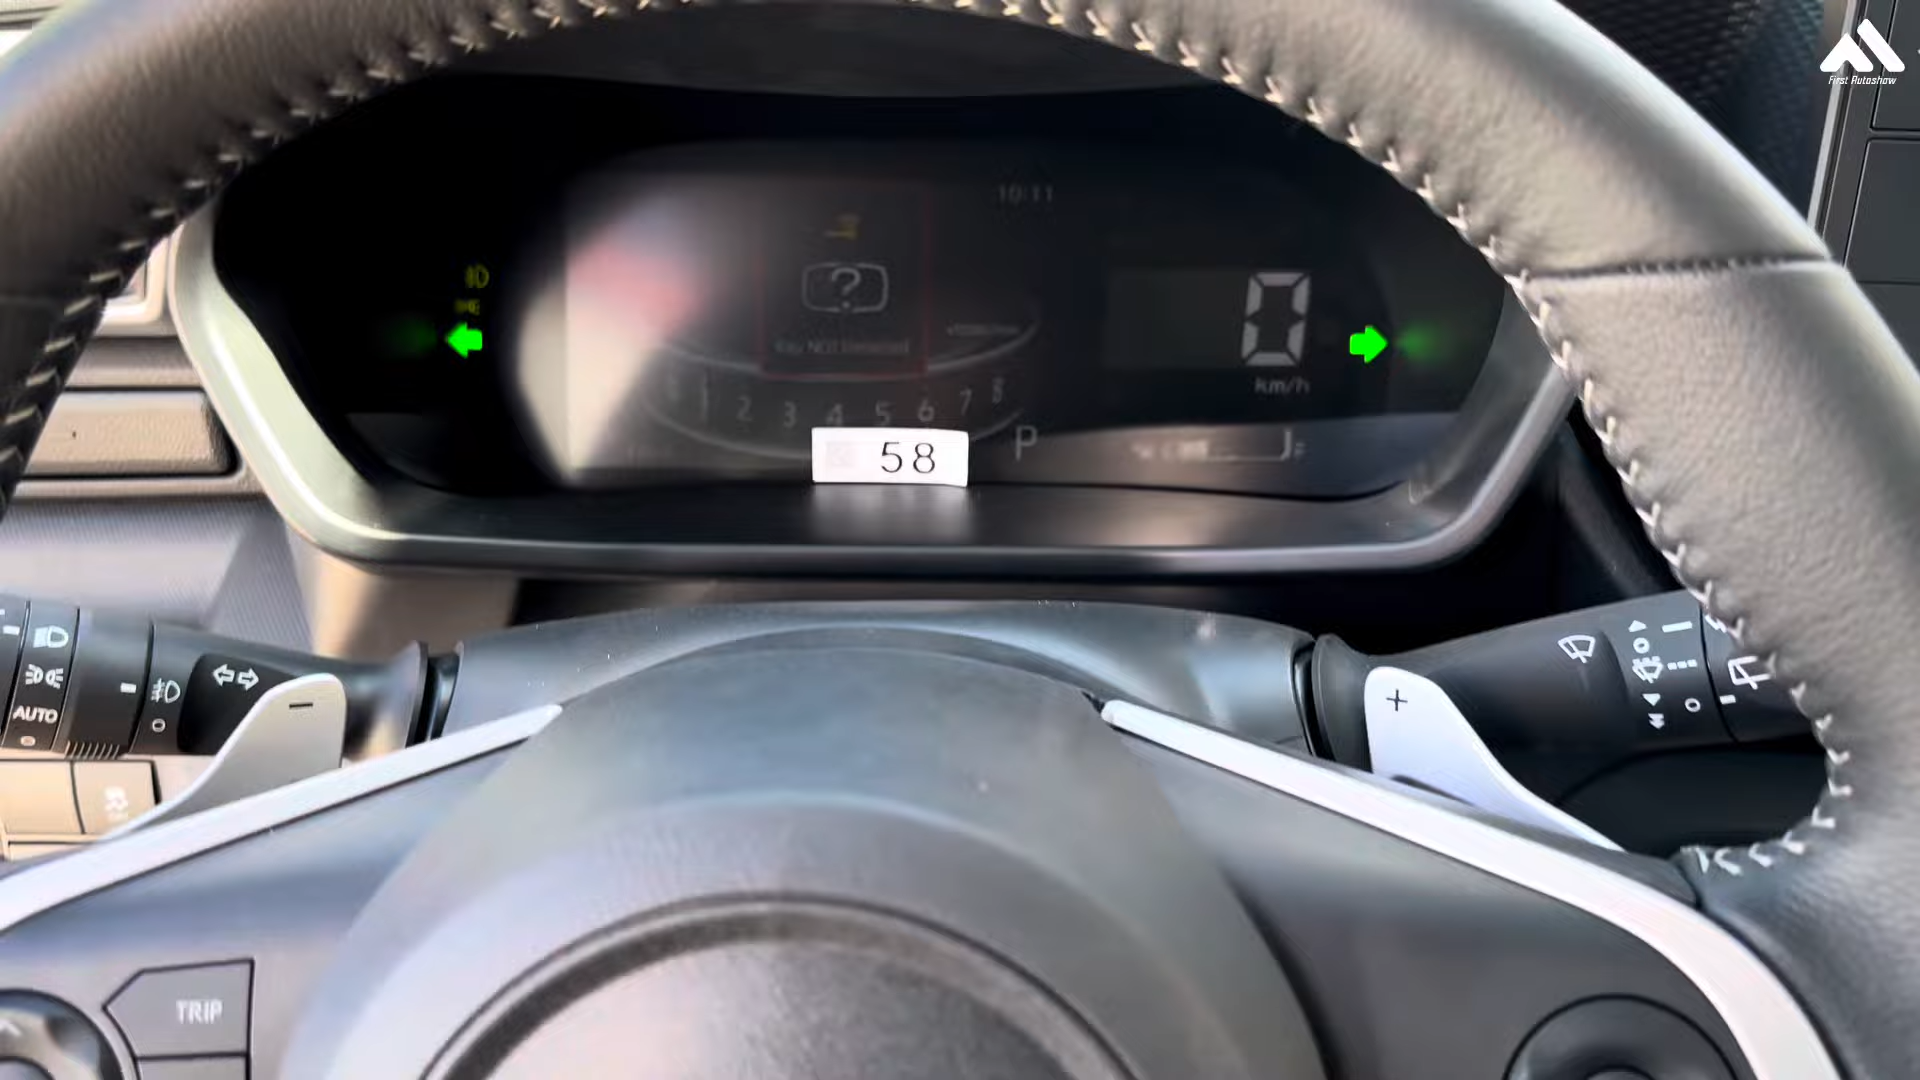 First Autoshow
10:11
?
Key NOT Detected
0
km/h
2 3 4 5 6 7 8
P
58
AUTO
−
+
TRIP